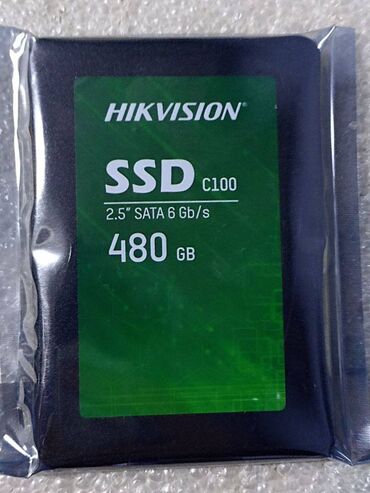 HIKVISION®
SSD C100
2.5" SATA 6 Gb/s
480 GB